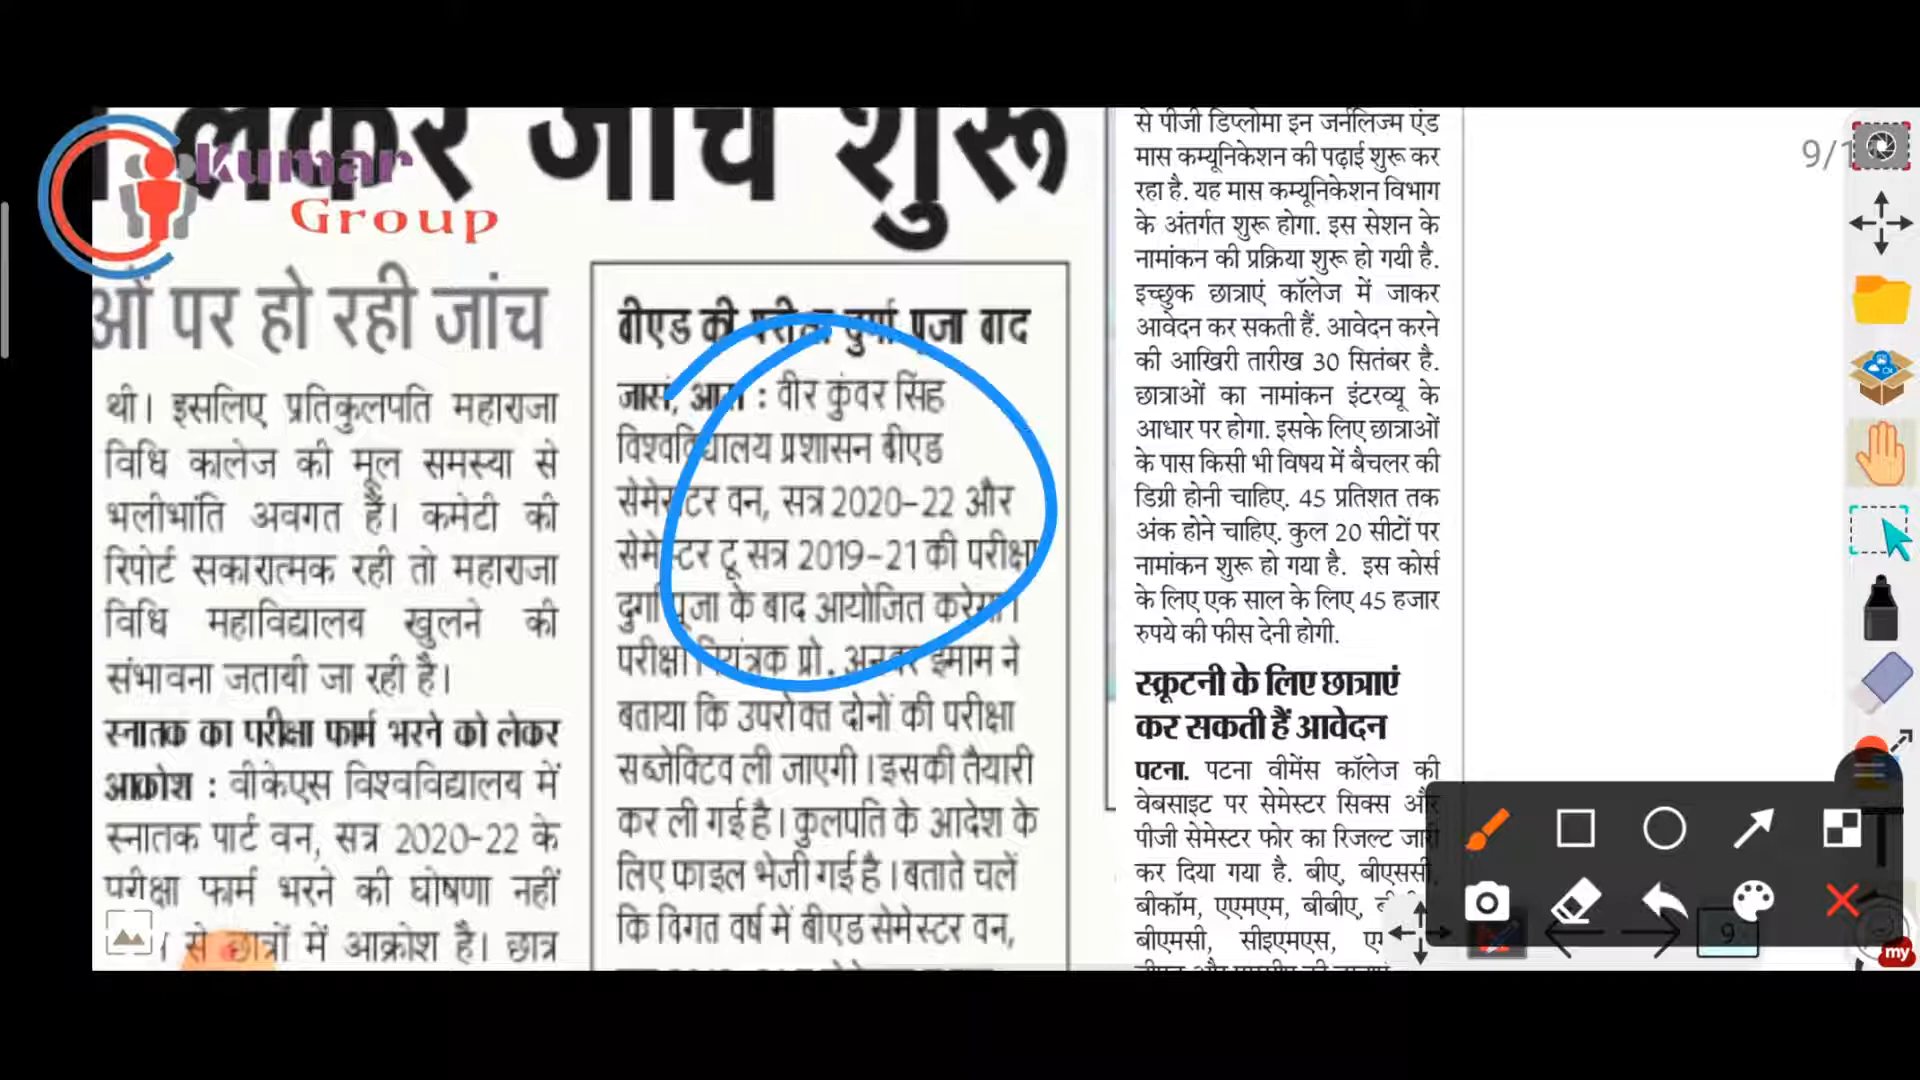 लेकर जांच शुरू
Kumar
Group
ओं पर हो रही जांच
थी। इसलिए प्रतिकुलपति महाराजा
विधि कालेज की मूल समस्या से
भलीभांति अवगत हैं। कमेटी की
रिपोर्ट सकारात्मक रही तो महाराजा
विधि महाविद्यालय खुलने की
संभावना जतायी जा रही है।
स्नातक का परीक्षा फार्म भरने को लेकर
आक्रोश : वीकेएस विश्वविद्यालय में
स्नातक पार्ट वन, सत्र 2020-22 के
परीक्षा फार्म भरने की घोषणा नहीं
से छात्रों में आक्रोश है। छात्र
बीएड की परीक्षा दुर्गा पूजा बाद
जासं, आरा : वीर कुंवर सिंह
विश्वविद्यालय प्रशासन बीएड
सेमेस्टर वन, सत्र 2020-22 और
सेमेस्टर टू सत्र 2019-21 की परीक्षा
दुर्गा पूजा के बाद आयोजित करेगा।
परीक्षा नियंत्रक प्रो. अनवर इमाम ने
बताया कि उपरोक्त दोनों की परीक्षा
सब्जेक्टिव ली जाएगी। इसकी तैयारी
कर ली गई है। कुलपति के आदेश के
लिए फाइल भेजी गई है। बताते चलें
कि विगत वर्ष में बीएड सेमेस्टर वन,
से पीजी डिप्लोमा इन जर्नलिज्म एंड
मास कम्यूनिकेशन की पढ़ाई शुरू कर
रहा है. यह मास कम्यूनिकेशन विभाग
के अंतर्गत शुरू होगा. इस सेशन के
नामांकन की प्रक्रिया शुरू हो गयी है.
इच्छुक छात्राएं कॉलेज में जाकर
आवेदन कर सकती हैं. आवेदन करने
की आखिरी तारीख 30 सितंबर है.
छात्राओं का नामांकन इंटरव्यू के
आधार पर होगा. इसके लिए छात्राओं
के पास किसी भी विषय में बैचलर की
डिग्री होनी चाहिए. 45 प्रतिशत तक
अंक होने चाहिए. कुल 20 सीटों पर
नामांकन शुरू हो गया है. इस कोर्स
के लिए एक साल के लिए 45 हजार
रुपये की फीस देनी होगी.
स्क्रूटनी के लिए छात्राएं
कर सकती हैं आवेदन
पटना. पटना वीमेंस कॉलेज की
वेबसाइट पर सेमेस्टर सिक्स और
पीजी सेमेस्टर फोर का रिजल्ट जारी
कर दिया गया है. बीए, बीएससी,
बीकॉम, एएमएम, बीबीए,
बीएमसी, सीइएमएस,
9/1
9
my